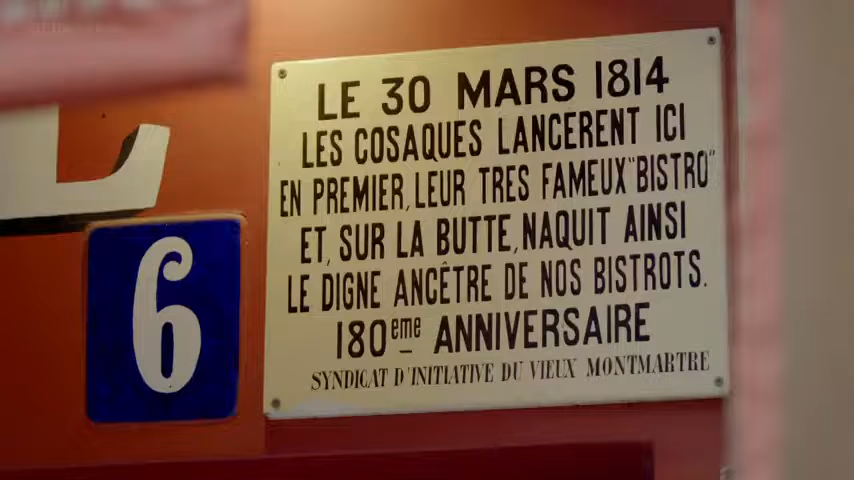 LE 30 MARS 1814
LES COSAQUES LANCERENT ICI
EN PREMIER, LEUR TRES FAMEUX "BISTRO"
ET, SUR LA BUTTE, NAQUIT AINSI
LE DIGNE ANCÊTRE DE NOS BISTROTS.
180eme ANNIVERSAIRE
SYNDICAT D'INITIATIVE DU VIEUX MONTMARTRE
6